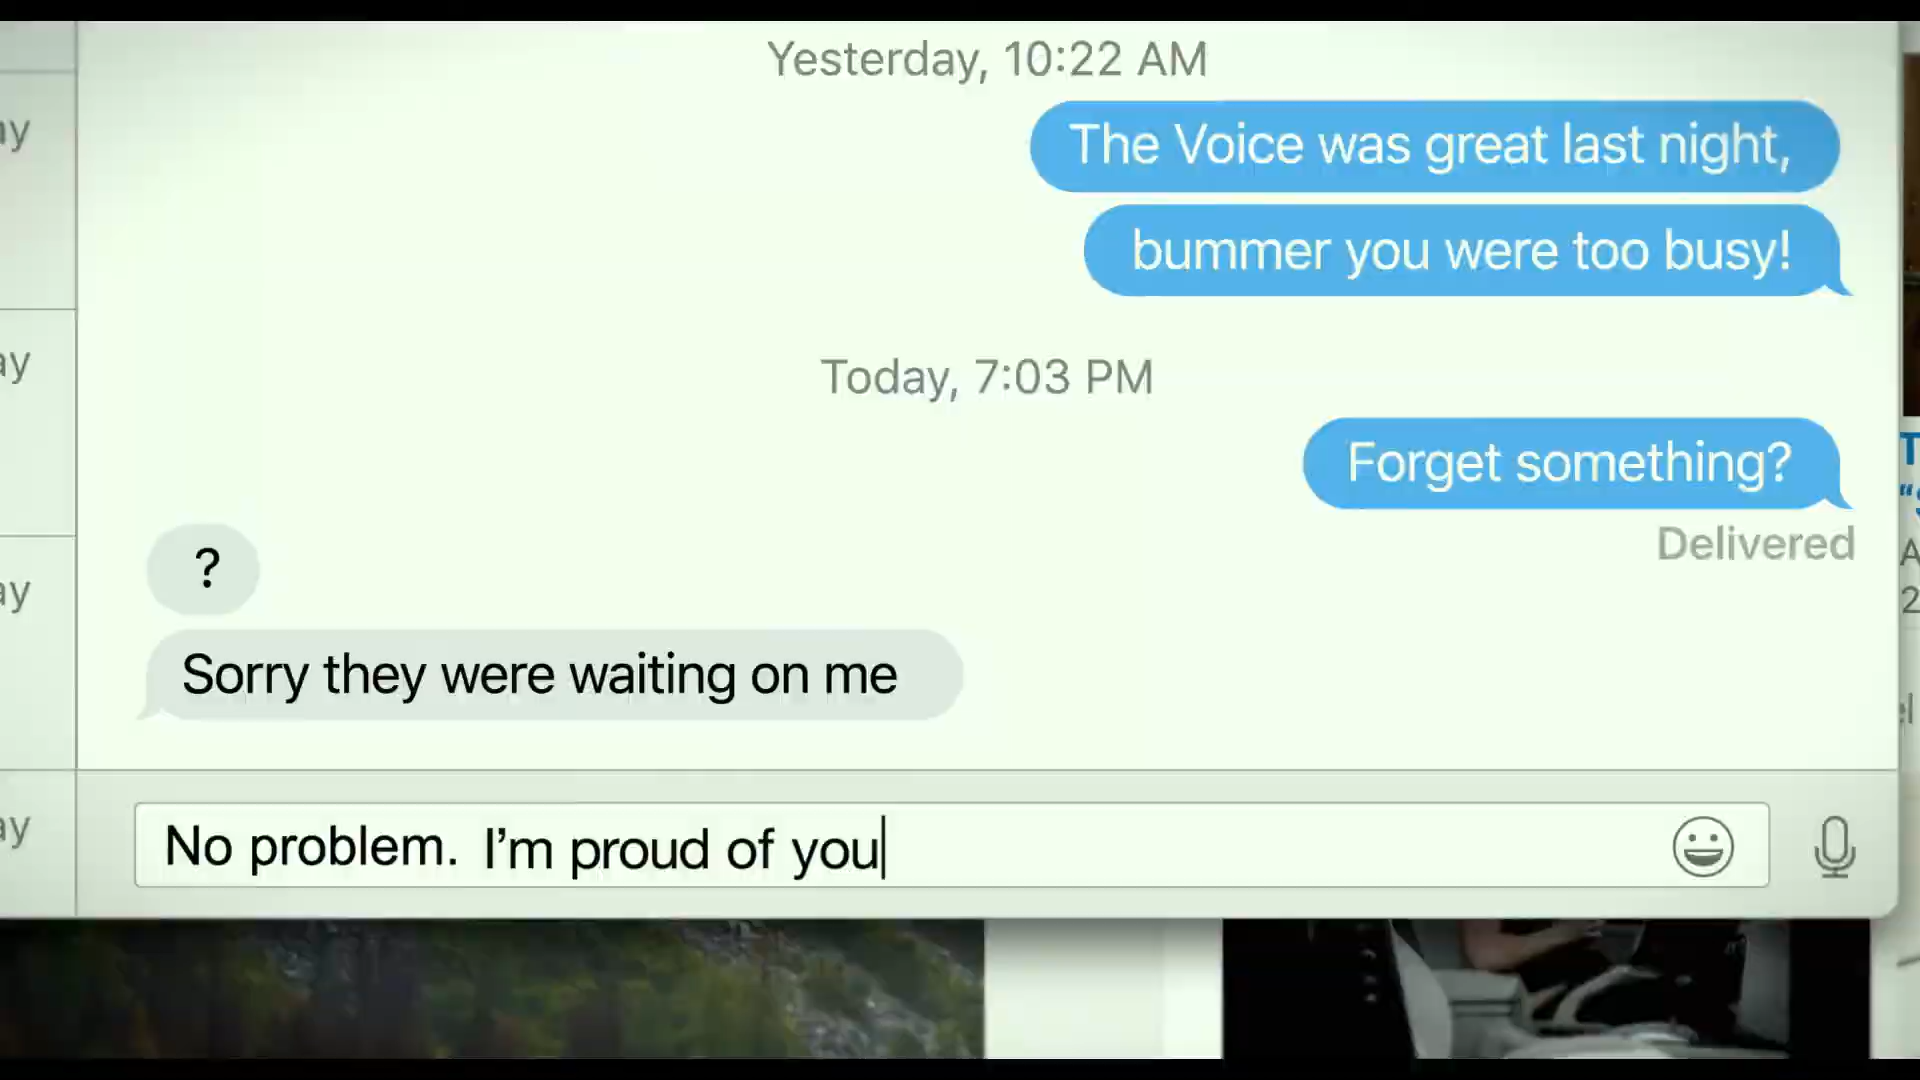 Yesterday, 10:22 AM
The Voice was great last night,
bummer you were too busy!
Today, 7:03 PM
Forget something?
Delivered
?
Sorry they were waiting on me
No problem.  I’m proud of you